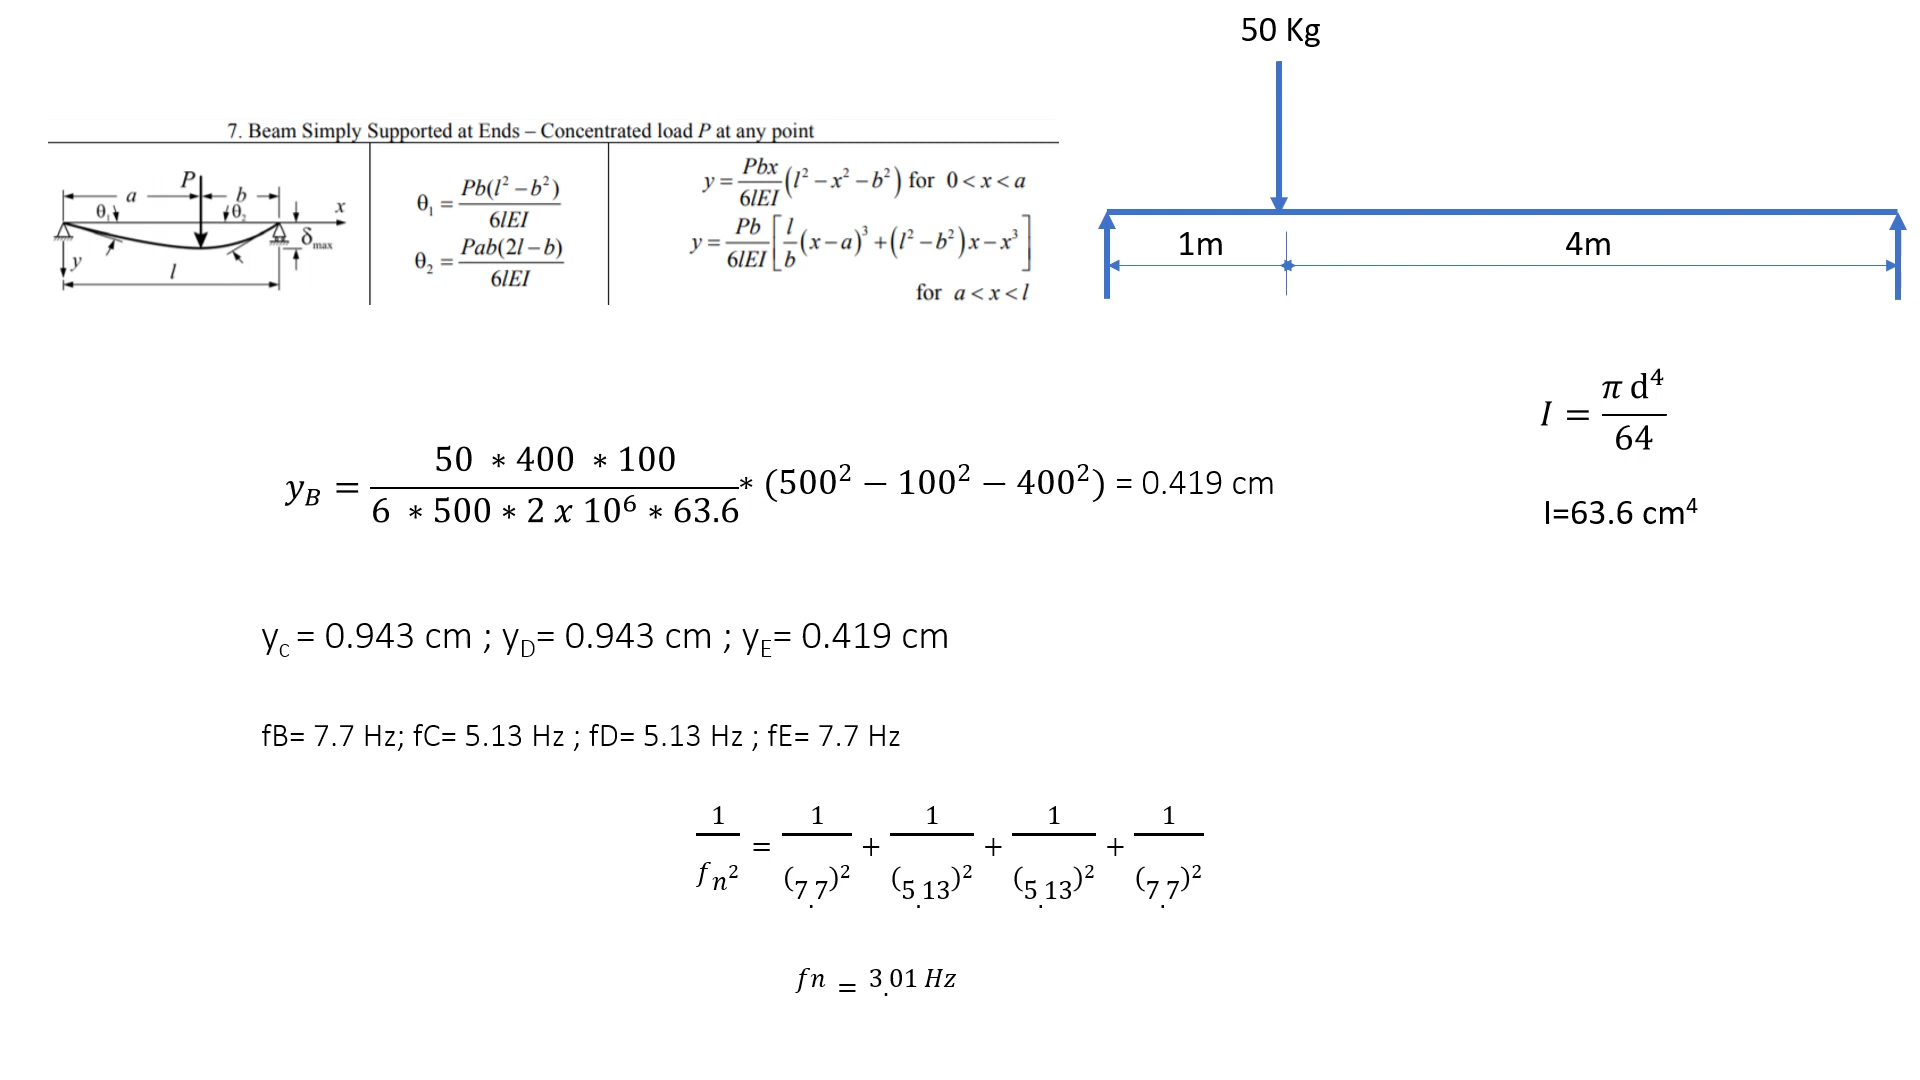 50 Kg
7. Beam Simply Supported at Ends – Concentrated load P at any point
P
a
b
x
θ₁
θ₂
δmax
y
l
θ₁ = Pb(l² – b²) / 6lEI
θ₂ = Pab(2l – b) / 6lEI
y = Pbx / 6lEI (l² – x² – b²) for 0 < x < a
y = Pb / 6lEI [ l/b (x – a)³ + (l² – b²)x – x³ ]
for a < x < l
1m
4m
I = π d⁴ / 64
I=63.6 cm⁴
y_B = 50 * 400 * 100 / 6 * 500 * 2 x 10⁶ * 63.6 * (500² − 100² − 400²) = 0.419 cm
y_c = 0.943 cm ; y_D= 0.943 cm ; y_E= 0.419 cm
fB= 7.7 Hz; fC= 5.13 Hz ; fD= 5.13 Hz ; fE= 7.7 Hz
1 / fn² = 1 / (7.7)² + 1 / (5.13)² + 1 / (5.13)² + 1 / (7.7)²
fn = 3.01 Hz